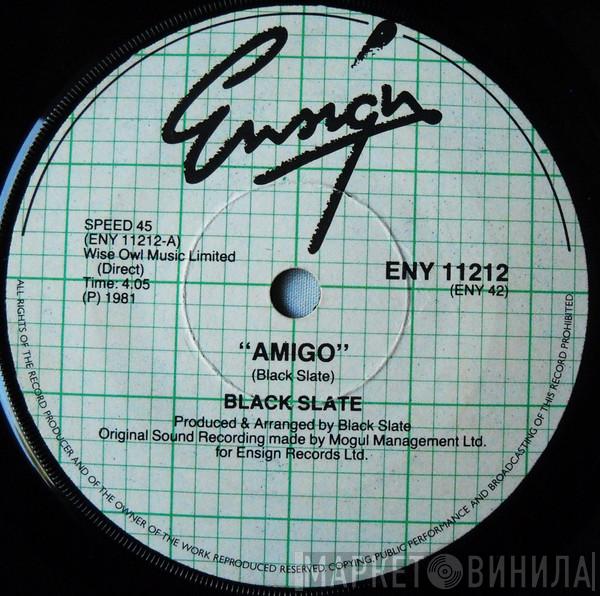 Ensign
SPEED 45
(ENY 11212-A)
Wise Owl Music Limited
(Direct)
Time: 4.05
(P) 1981
ENY 11212
(ENY 42)
"AMIGO"
(Black Slate)
BLACK SLATE
Produced & Arranged by Black Slate
Original Sound Recording made by Mogul Management Ltd.
for Ensign Records Ltd.
ALL RIGHTS OF THE RECORD PRODUCER AND OF THE OWNER OF THE WORK REPRODUCED RESERVED. COPYING, PUBLIC PERFORMANCE AND BROADCASTING OF THIS RECORD PROHIBITED.
МАРКЕТ ВИНИЛА